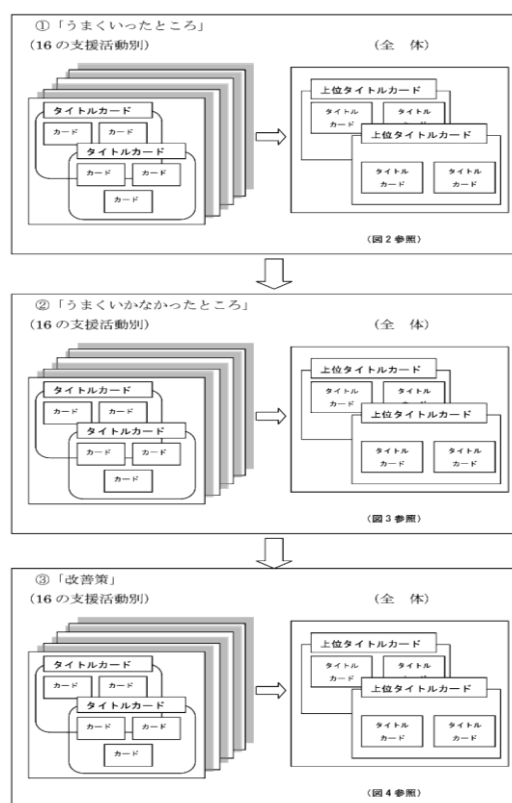 ①「うまくいったところ」
(16の支援活動別) (全 体)
タイトルカード
カード カード
タイトルカード
カード カード
カード
上位タイトルカード
タイトル タイトル
カード
上位タイトルカード
タイトル タイトル
カード カード
(図2参照)
②「うまくいかなかったところ」
(16の支援活動別) (全 体)
タイトルカード
カード カード
タイトルカード
カード カード
カード
上位タイトルカード
タイトル タイトル
カード
上位タイトルカード
タイトル タイトル
カード カード
(図3参照)
③「改善策」
(16の支援活動別) (全 体)
タイトルカード
カード カード
タイトルカード
カード カード
カード
上位タイトルカード
タイトル タイトル
カード
上位タイトルカード
タイトル タイトル
カード カード
(図4参照)